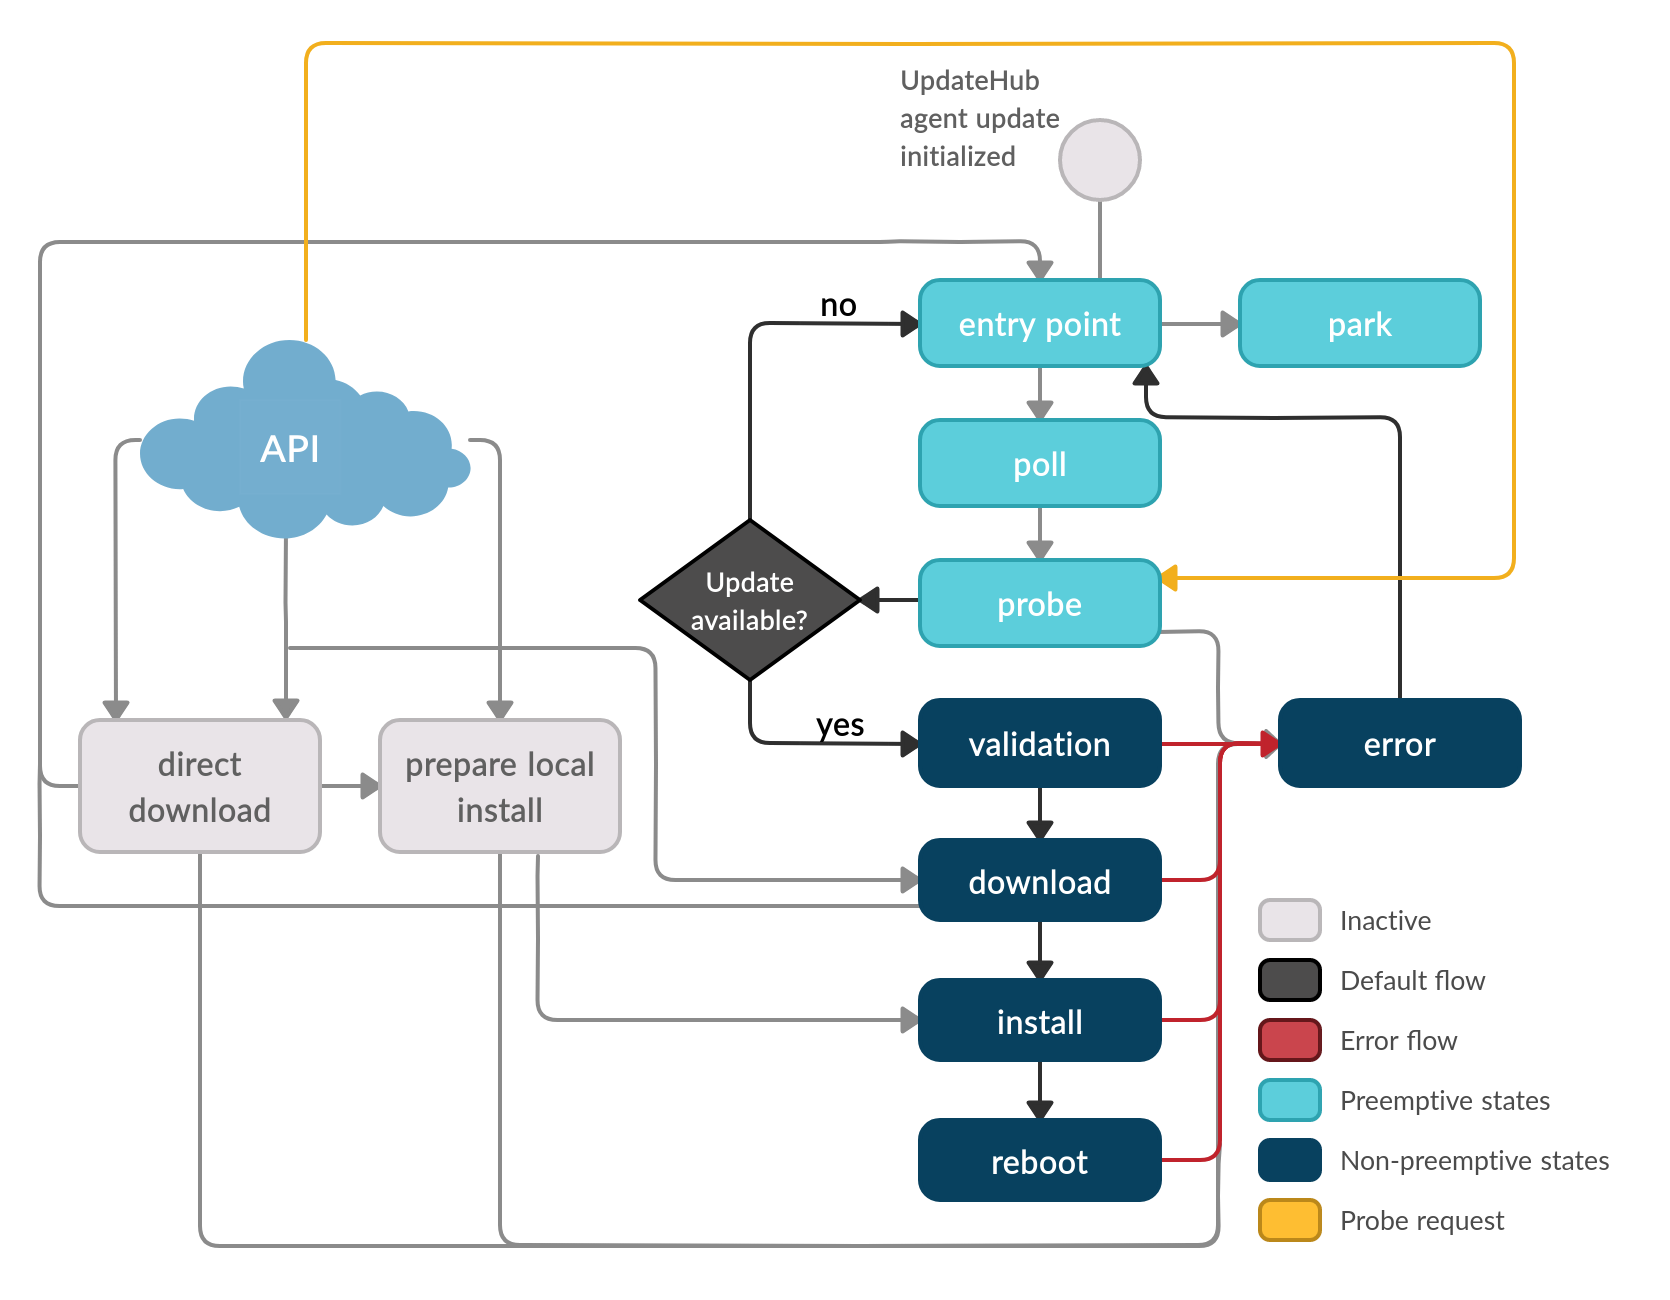 UpdateHub
agent update
initialized
no
entry point
park
API
poll
Update
available?
probe
yes
validation
error
direct
download
prepare local
install
download
install
reboot
Inactive
Default flow
Error flow
Preemptive states
Non-preemptive states
Probe request